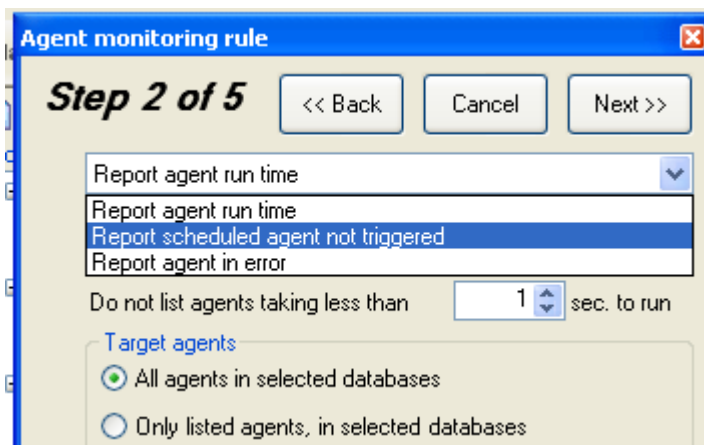 Agent monitoring rule
Step 2 of 5
<< Back
Cancel
Next >>
Report agent run time
Report agent run time
Report scheduled agent not triggered
Report agent in error
Do not list agents taking less than 1 sec. to run
Target agents
All agents in selected databases
Only listed agents, in selected databases